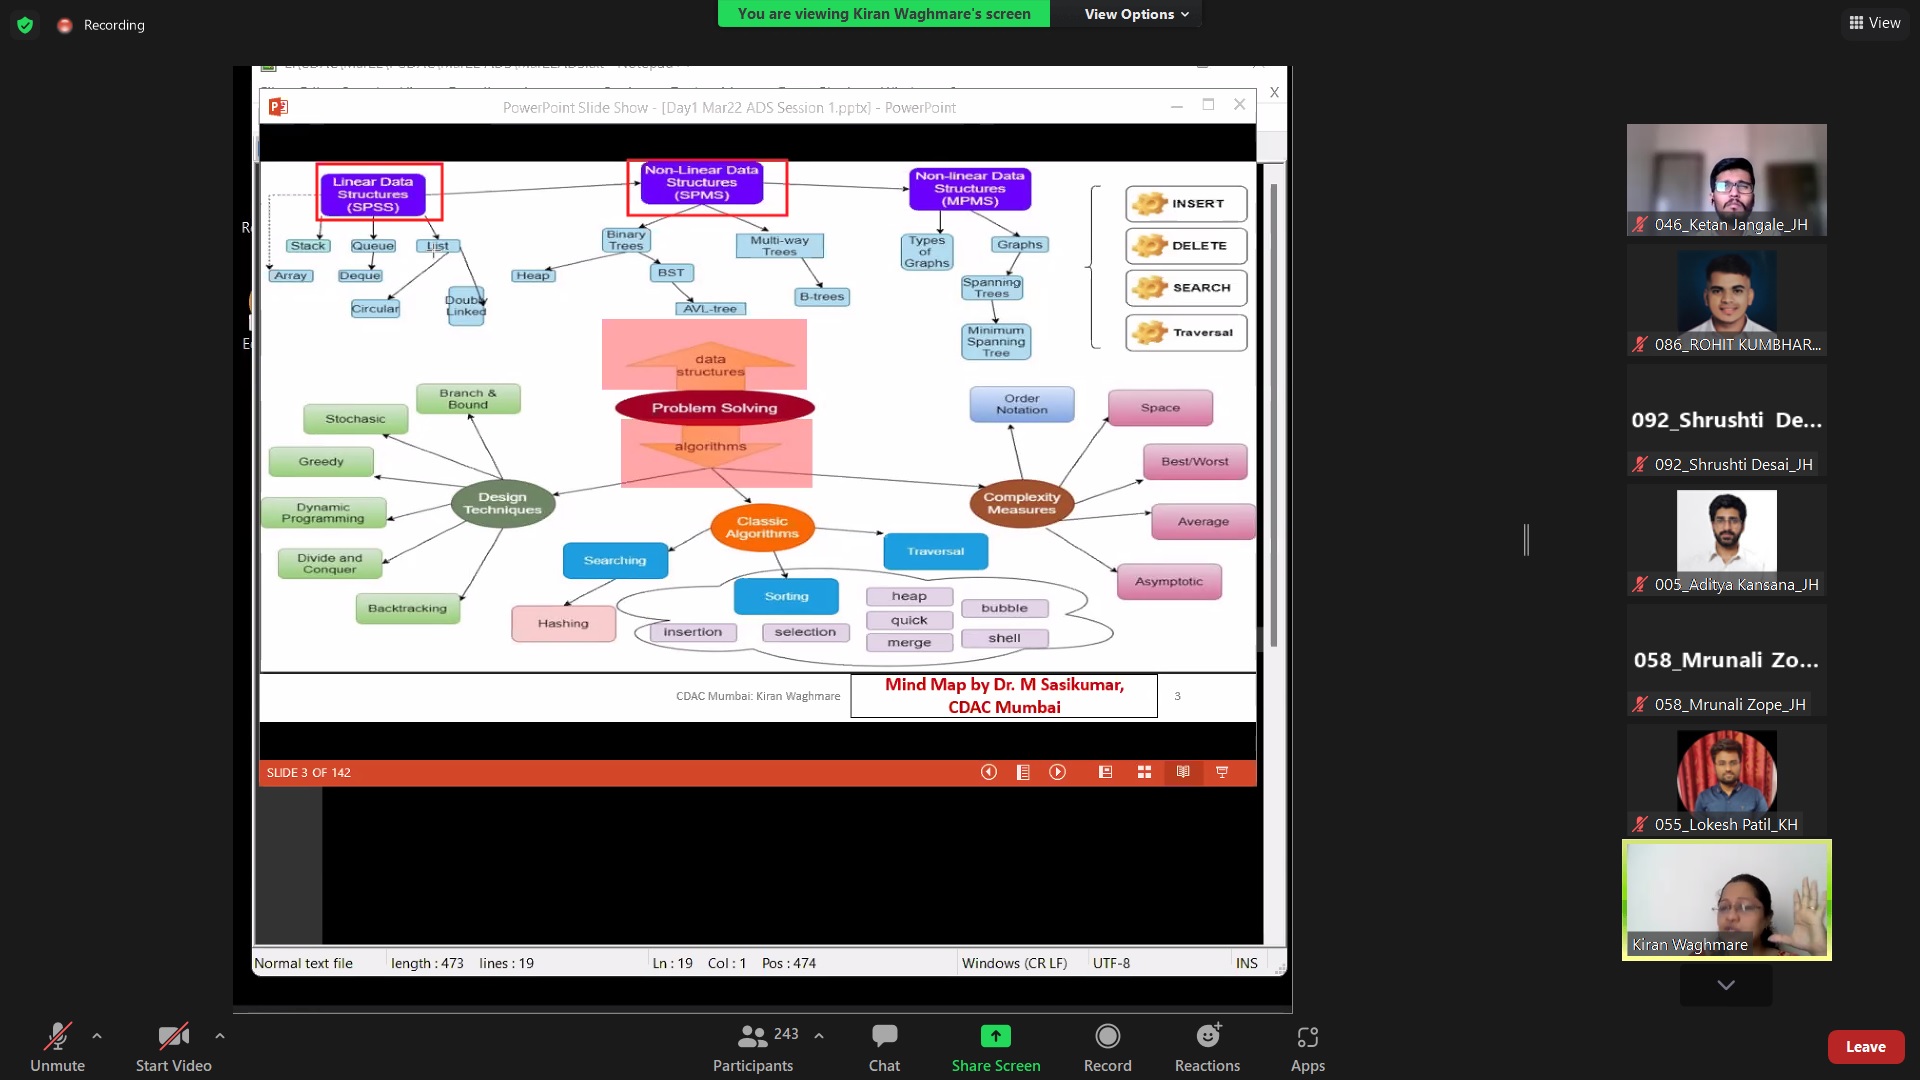 Recording
You are viewing Kiran Waghmare's screen
View Options
View
PowerPoint Slide Show - [Day1 Mar22 ADS Session 1.pptx] - PowerPoint
X
Linear Data
Structures
(SPSS)
Non-Linear Data
Structures
(SPMS)
Non-linear Data
Structures
(MPMS)
INSERT
DELETE
SEARCH
Traversal
Stack
Queue
List
Array
Deque
Circular
Doubly
Linked
Binary
Trees
Multi-way
Trees
Heap
BST
AVL-tree
B-trees
Types
of
Graphs
Graphs
Spanning
Trees
Minimum
Spanning
Tree
data
structures
Problem Solving
algorithms
Branch &
Bound
Stochasic
Greedy
Dynamic
Programming
Divide and
Conquer
Backtracking
Design
Techniques
Classic
Algorithms
Searching
Hashing
Sorting
Traversal
insertion
selection
heap
quick
merge
bubble
shell
Complexity
Measures
Order
Notation
Space
Best/Worst
Average
Asymptotic
CDAC Mumbai: Kiran Waghmare
Mind Map by Dr. M Sasikumar,
CDAC Mumbai
3
SLIDE 3 OF 142
Normal text file length : 473 lines : 19 Ln : 19 Col : 1 Pos : 474 Windows (CR LF) UTF-8 INS
046_Ketan Jangale_JH
086_ROHIT KUMBHAR...
092_Shrushti De...
092_Shrushti Desai_JH
005_Aditya Kansana_JH
058_Mrunali Zo...
058_Mrunali Zope_JH
055_Lokesh Patil_KH
Kiran Waghmare
Unmute
Start Video
243
Participants
Chat
Share Screen
Record
Reactions
Apps
Leave